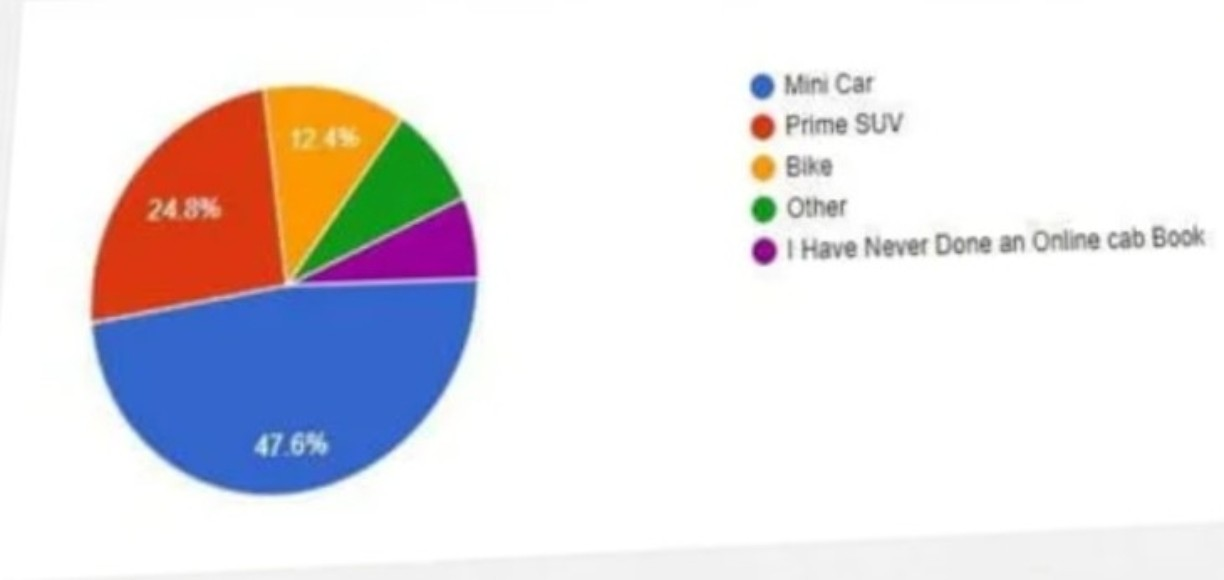 12.4%
24.8%
47.6%
Mini Car
Prime SUV
Bike
Other
I Have Never Done an Online cab Book